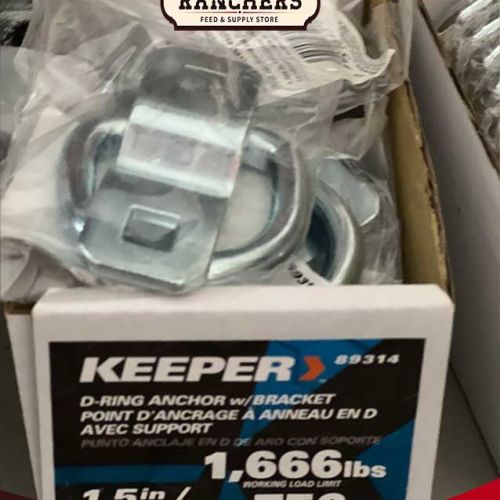 RANCHERS
FEED & SUPPLY STORE
KEEPER 89314
D-RING ANCHOR w/BRACKET
POINT D'ANCRAGE À ANNEAU EN D
AVEC SUPPORT
PUNTO ANCLAJE EN D DE ARO CON SOPORTE
1,666lbs
WORKING LOAD LIMIT
1.5in/